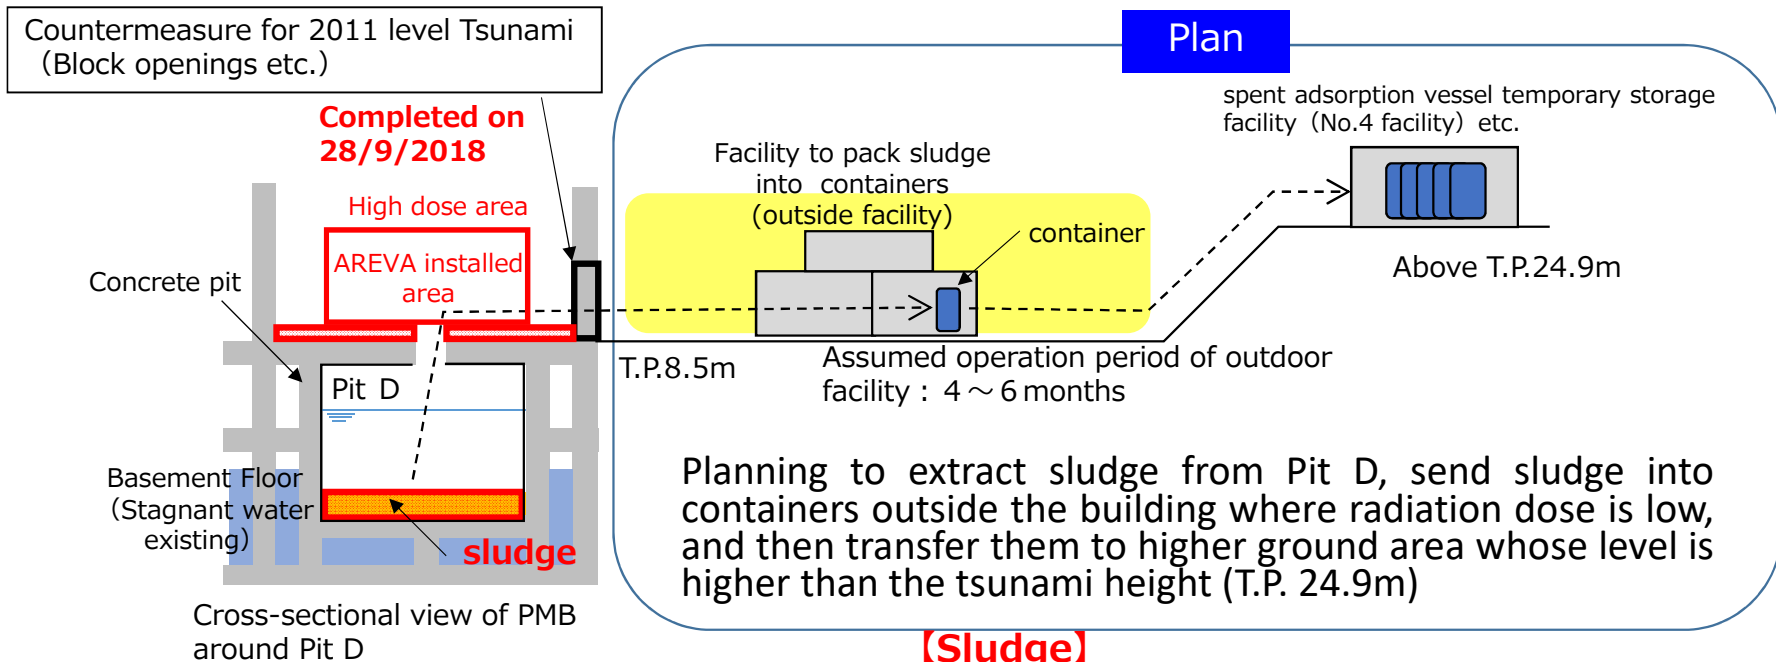 Countermeasure for 2011 level Tsunami
（Block openings etc.）
Completed on
28/9/2018
High dose area
AREVA installed
area
Concrete pit
Pit D
Basement Floor
（Stagnant water
existing）
sludge
Cross-sectional view of PMB
around Pit D
Plan
spent adsorption vessel temporary storage
facility（No.4 facility）etc.
Facility to pack sludge
into containers
(outside facility)
container
Above T.P.24.9m
T.P.8.5m
Assumed operation period of outdoor
facility : 4～6 months
Planning to extract sludge from Pit D, send sludge into
containers outside the building where radiation dose is low,
and then transfer them to higher ground area whose level is
higher than the tsunami height (T.P. 24.9m)
【Sludge】